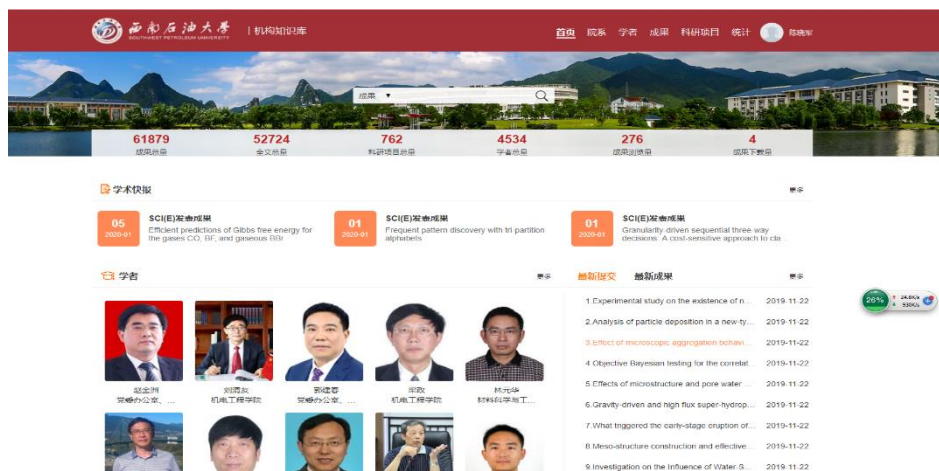 西南石油大学
SOUTHWEST PETROLEUM UNIVERSITY
机构知识库
首页 院系 学者 成果 科研项目 统计 陈晓军
成果 ▼
61879 52724 762 4534 276 4
成果总量 全文总量 科研项目总量 学者总量 成果浏览量 成果下载量
学术快报 更多
05
2020-01
SCI(E)发表成果
Efficient predictions of Gibbs free energy for
the gases CO, BF, and gaseous BBr
01
2020-01
SCI(E)发表成果
Frequent pattern discovery with tri-partition
alphabets
01
2020-01
SCI(E)发表成果
Granularity-driven sequential three-way
decisions: A cost-sensitive approach to cla...
学者 更多
赵金洲
党委办公室、...
刘清友
机电工程学院
郭建春
党委办公室、...
梁政
机电工程学院
林元华
材料科学与工...
最新提交 最新成果 更多
1.Experimental study on the existence of n... 2019-11-22
2.Analysis of particle deposition in a new-ty... 2019-11-22
3.Effect of microscopic aggregation behavi... 2019-11-22
4.Objective Bayesian testing for the correlat... 2019-11-22
5.Effects of microstructure and pore water ... 2019-11-22
6.Gravity-driven and high flux super-hydrop... 2019-11-22
7.What triggered the early-stage eruption of... 2019-11-22
8.Meso-structure construction and effective... 2019-11-22
9.Investigation on the Influence of Water-S... 2019-11-22
26%
24.8K/s
930K/s